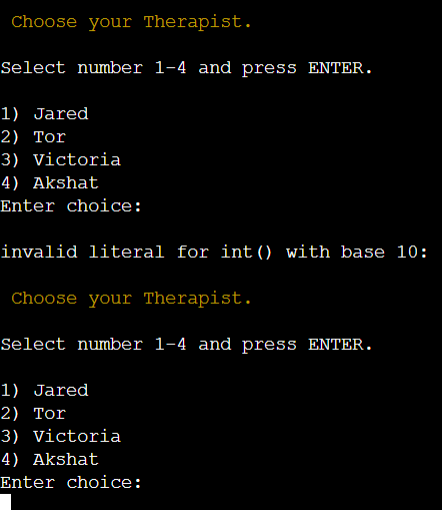 Choose your Therapist.
Select number 1-4 and press ENTER.
1) Jared
2) Tor
3) Victoria
4) Akshat
Enter choice:
invalid literal for int() with base 10:
Choose your Therapist.
Select number 1-4 and press ENTER.
1) Jared
2) Tor
3) Victoria
4) Akshat
Enter choice: